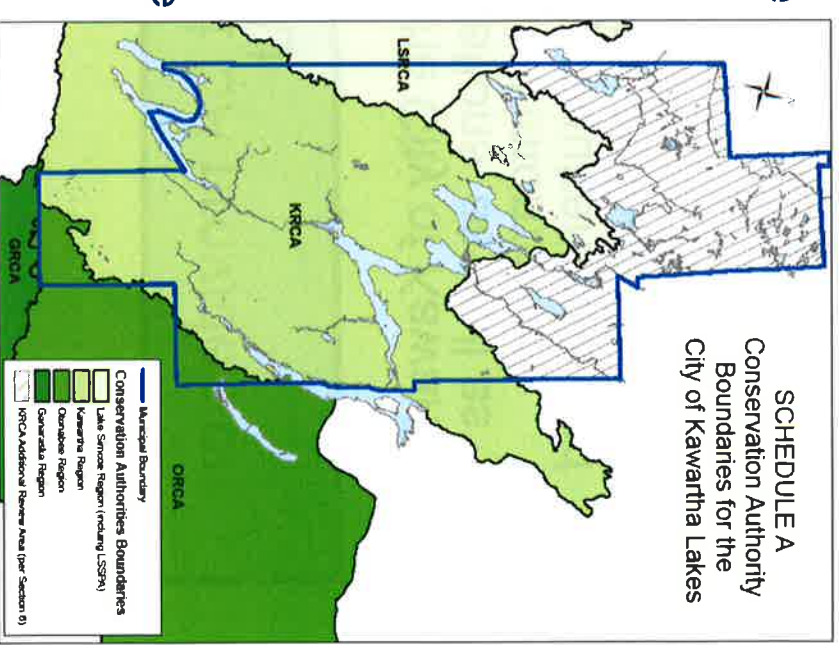 SCHEDULE A
Conservation Authority
Boundaries for the
City of Kawartha Lakes
LSRCA
KRCA
GRCA
ORCA
Municipal Boundary
Conservation Authorities Boundaries
Lake Simcoe Region (incluing LSSPA)
Kawartha Region
Otonabee Region
Ganaraska Region
KRCA Additional Review Area (per Section 6)